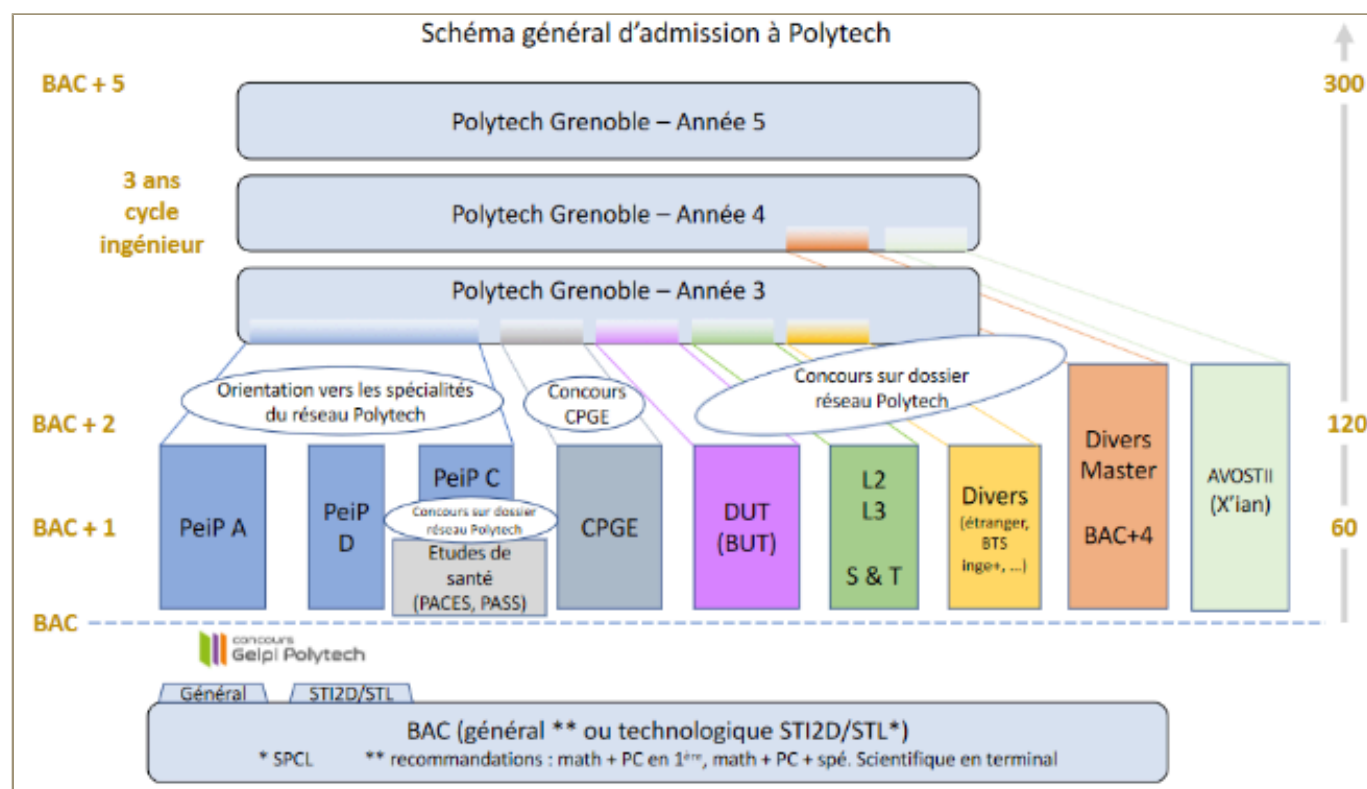 Schéma général d'admission à Polytech
BAC + 5
300
Polytech Grenoble – Année 5
3 ans
cycle
ingénieur
Polytech Grenoble – Année 4
Polytech Grenoble – Année 3
Orientation vers les spécialités
du réseau Polytech
Concours
CPGE
Concours sur dossier
réseau Polytech
BAC + 2
120
PeiP A
PeiP
D
PeiP C
Concours sur dossier
réseau Polytech
Etudes de
santé
(PACES, PASS)
CPGE
DUT
(BUT)
L2
L3
S & T
Divers
(étranger,
BTS
inge+, ...)
Divers
Master
BAC+4
AVOSTII
(X'ian)
BAC + 1
60
BAC
concours
Geipi Polytech
Général
STI2D/STL
BAC (général ** ou technologique STI2D/STL*)
* SPCL ** recommandations : math + PC en 1ère, math + PC + spé. Scientifique en terminal